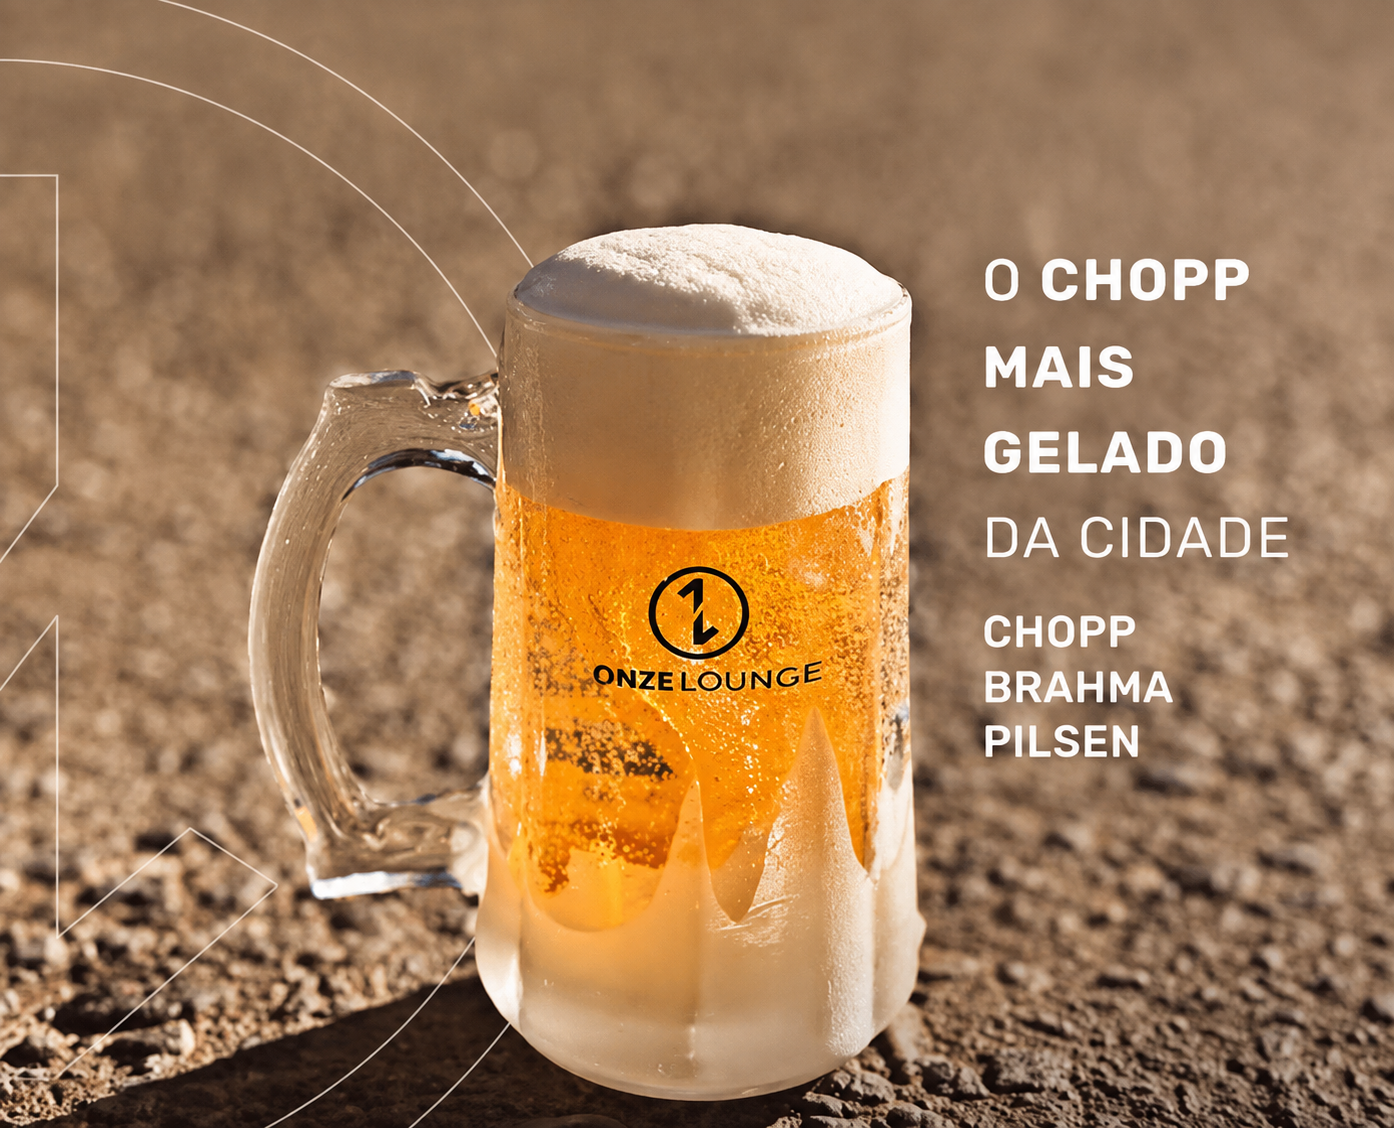 O CHOPP
MAIS
GELADO
DA CIDADE
CHOPP
BRAHMA
PILSEN
ONZE LOUNGE